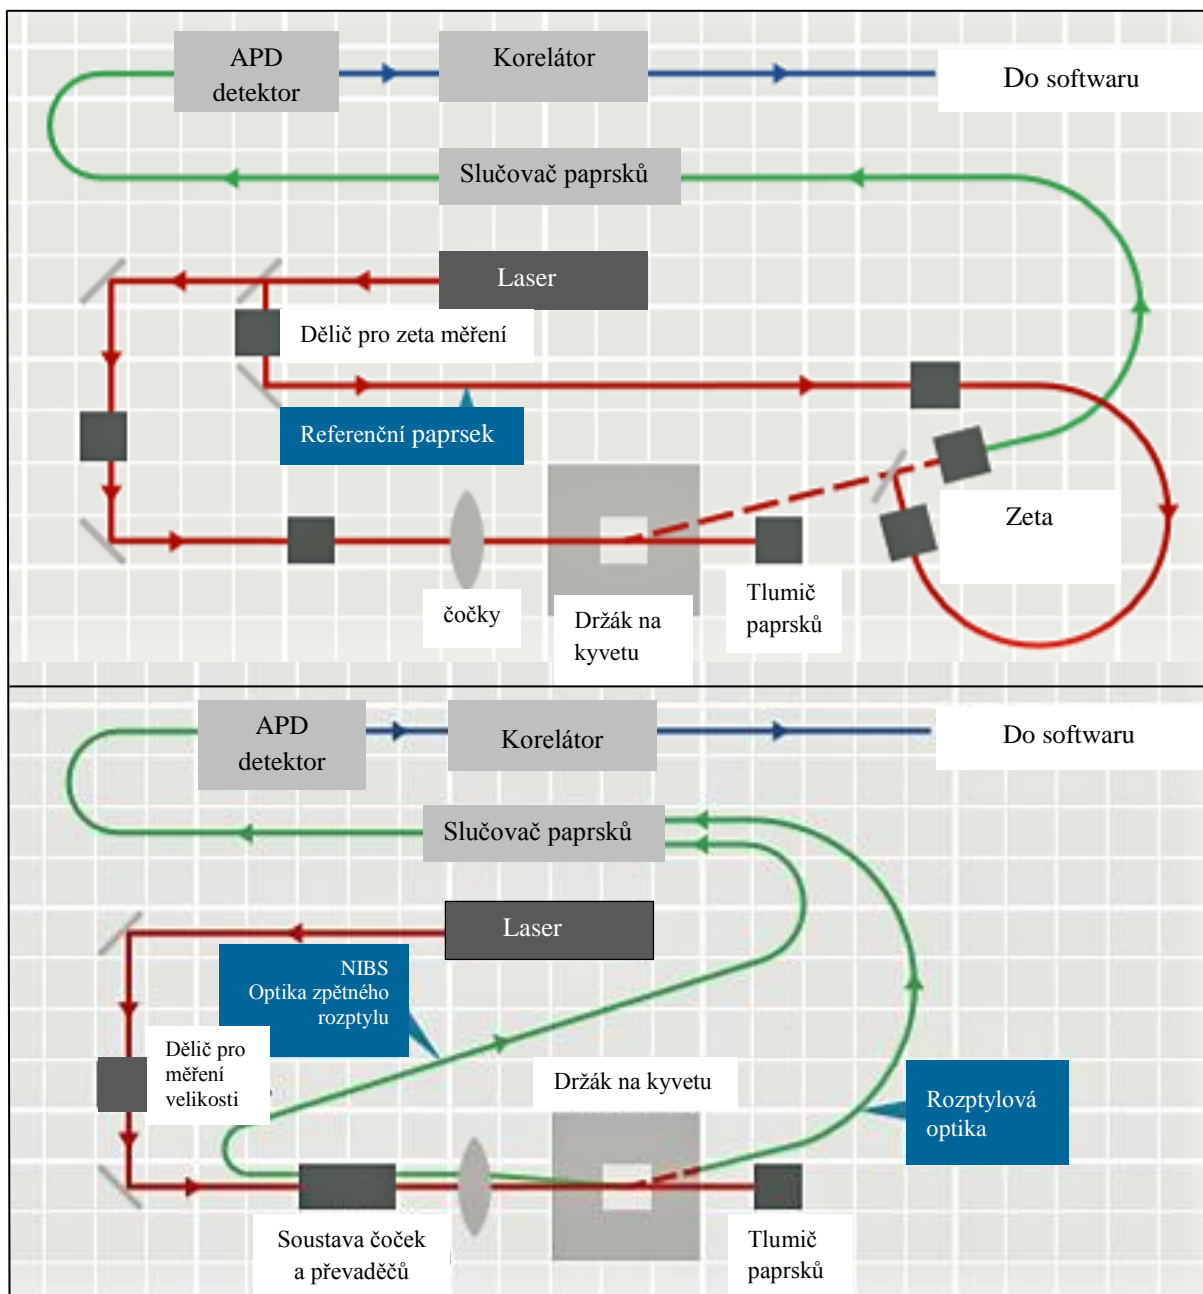 APD
detektor
Korelátor
Do softwaru
Slučovač paprsků
Laser
Dělič pro zeta měření
Referenční paprsek
Zeta
čočky
Držák na
kyvetu
Tlumič
paprsků
APD
detektor
Korelátor
Do softwaru
Slučovač paprsků
Laser
NIBS
Optika zpětného
rozptylu
Dělič pro
měření
velikosti
Držák na kyvetu
Rozptylová
optika
Soustava čoček
a převaděčů
Tlumič
paprsků